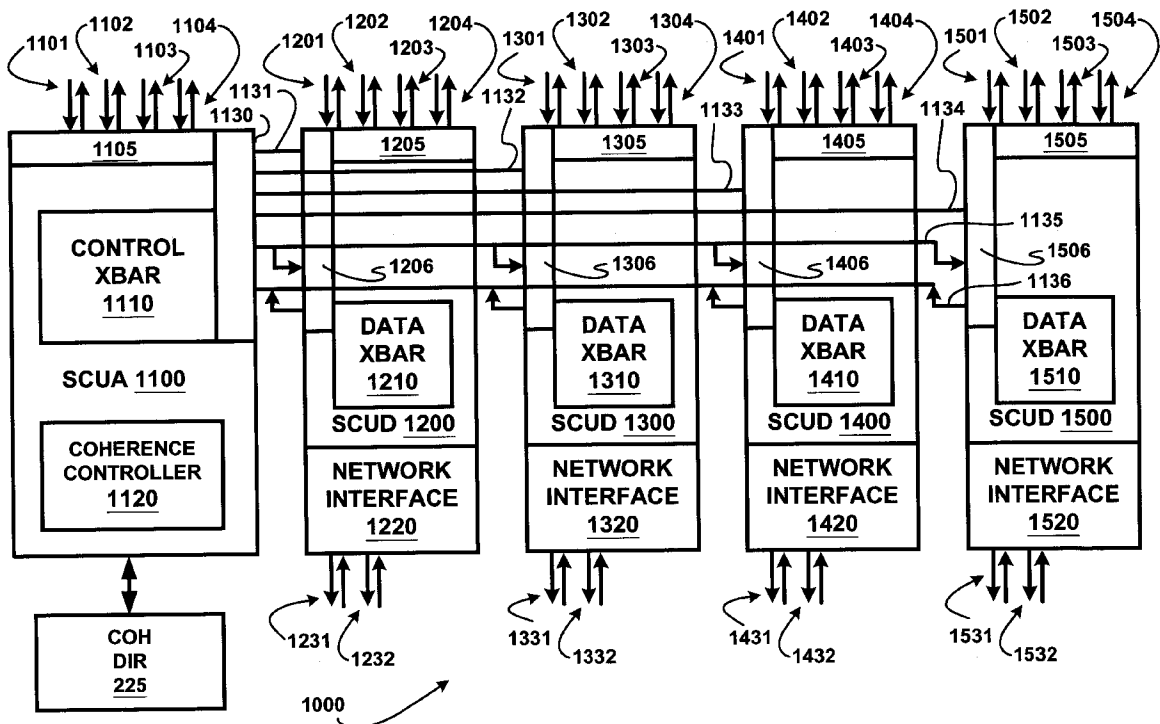 1101
1102
1103
1104
1130
1131
1201
1202
1203
1204
1132
1301
1302
1303
1304
1133
1401
1402
1403
1404
1134
1501
1502
1503
1504
1105
1205
1305
1405
1505
1135
1206
1306
1406
1506
1136
CONTROL
XBAR
1110
SCUA 1100
COHERENCE
CONTROLLER
1120
COH
DIR
225
DATA
XBAR
1210
SCUD 1200
NETWORK
INTERFACE
1220
1231
1232
DATA
XBAR
1310
SCUD 1300
NETWORK
INTERFACE
1320
1331
1332
DATA
XBAR
1410
SCUD 1400
NETWORK
INTERFACE
1420
1431
1432
DATA
XBAR
1510
SCUD 1500
NETWORK
INTERFACE
1520
1531
1532
1000